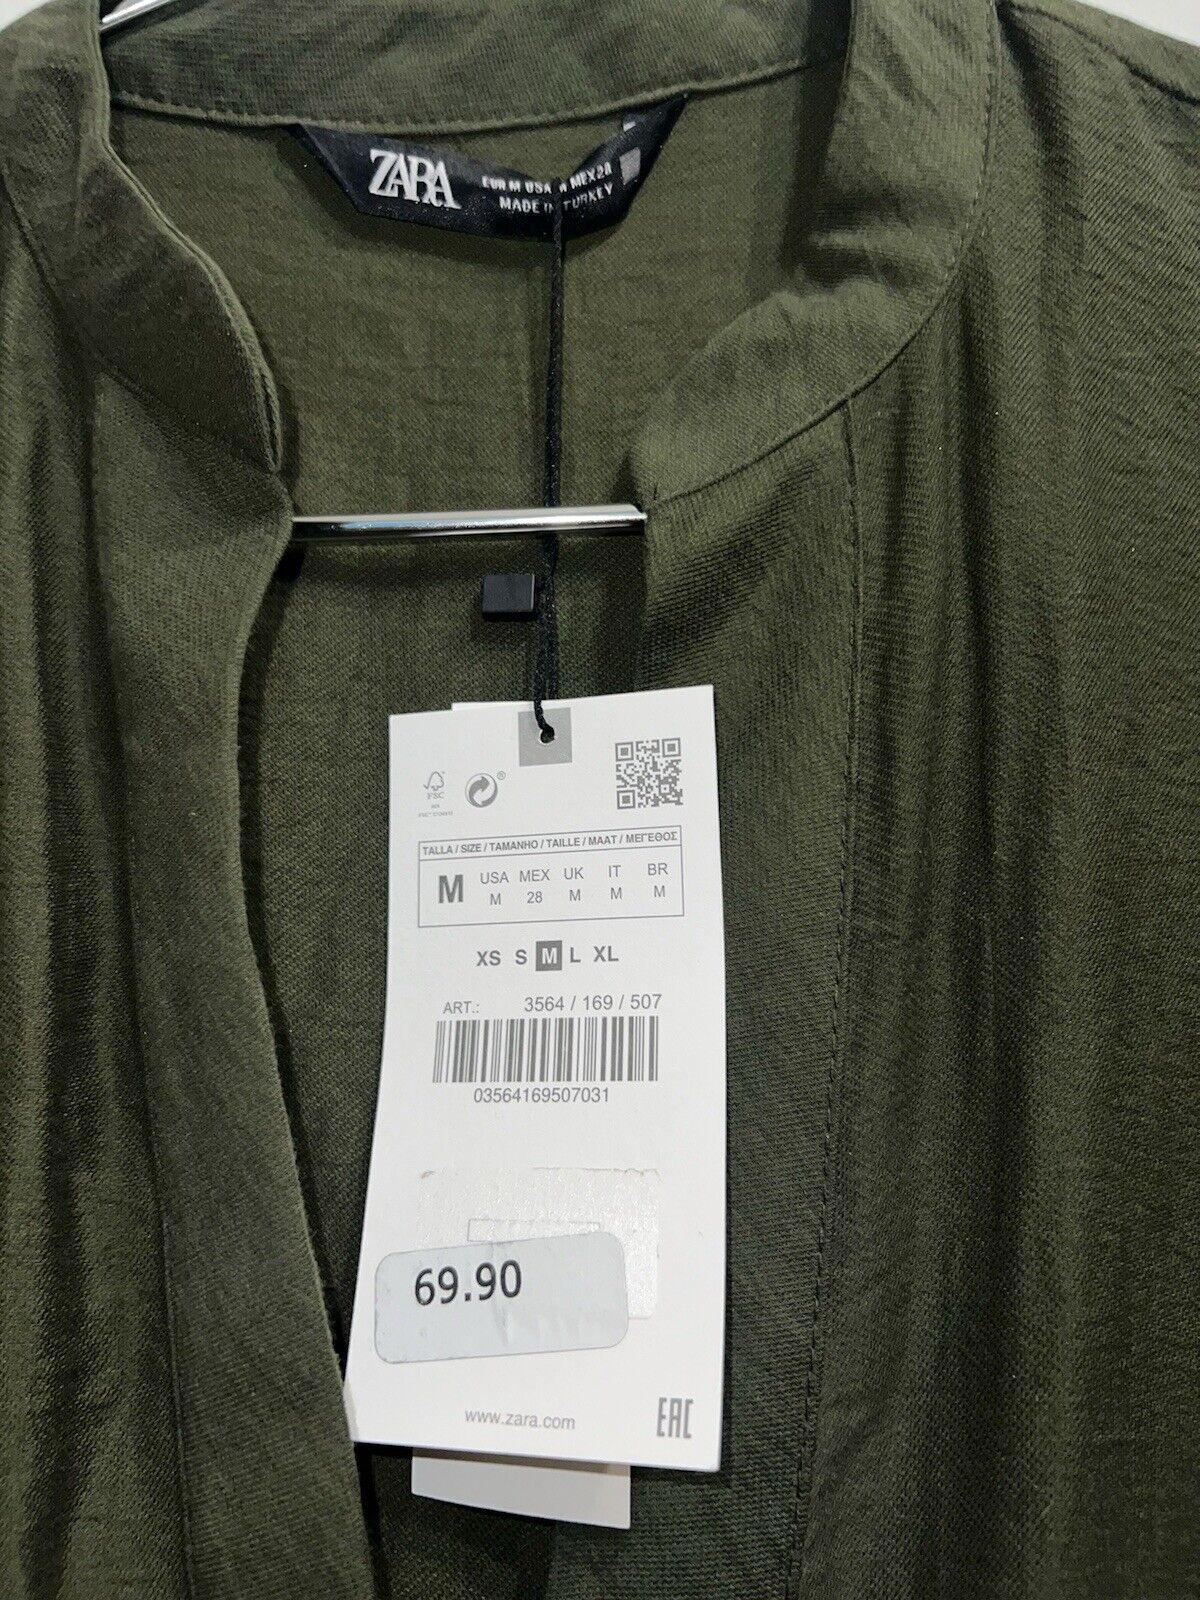 ZARA
EUR M USA M MEX 28
MADE IN TURKEY
FSC
®
TALLA / SIZE / TAMANHO / TAILLE / MAAT / ΜΕΓΕΘΟΣ
M
USA MEX UK IT BR
M 28 M M M
XS S M L XL
ART.: 3564 / 169 / 507
03564169507031
69.90
www.zara.com
EAC